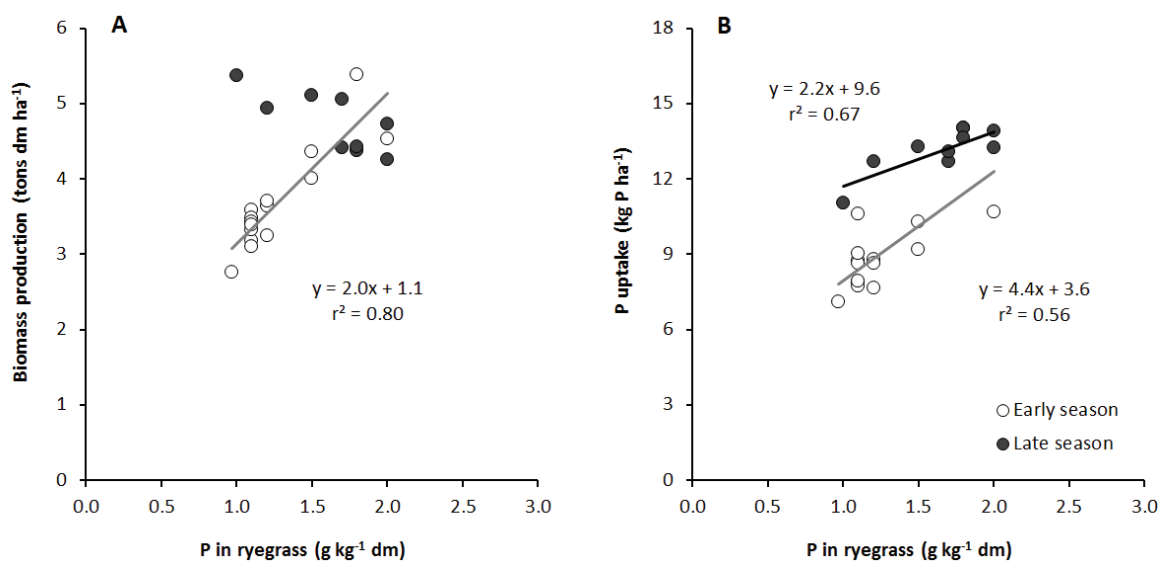 A
Biomass production (tons dm ha⁻¹)
6
5
4
3
2
1
0
y = 2.0x + 1.1
r² = 0.80
0.0 0.5 1.0 1.5 2.0 2.5 3.0
P in ryegrass (g kg⁻¹ dm)
B
P uptake (kg P ha⁻¹)
18
15
12
9
6
3
0
y = 2.2x + 9.6
r² = 0.67
y = 4.4x + 3.6
r² = 0.56
Early season
Late season
0.0 0.5 1.0 1.5 2.0 2.5 3.0
P in ryegrass (g kg⁻¹ dm)